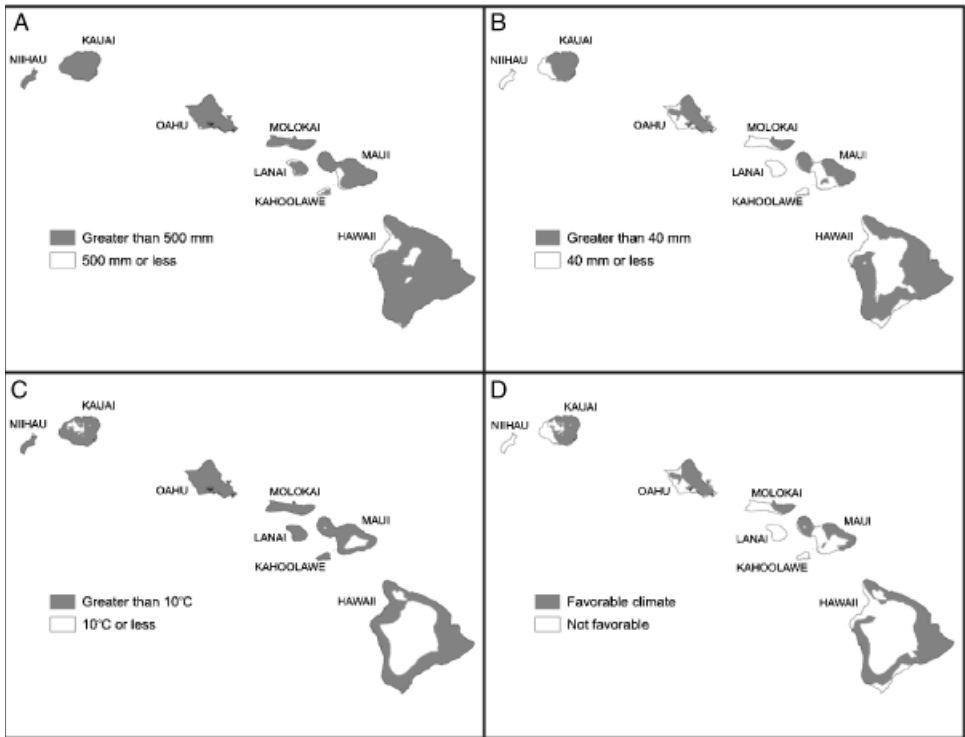 A
KAUAI
NIIHAU
OAHU
MOLOKAI
LANAI
MAUI
KAHOOLAWE
HAWAII
Greater than 500 mm
500 mm or less
B
KAUAI
NIIHAU
OAHU
MOLOKAI
LANAI
MAUI
KAHOOLAWE
HAWAII
Greater than 40 mm
40 mm or less
C
KAUAI
NIIHAU
OAHU
MOLOKAI
LANAI
MAUI
KAHOOLAWE
HAWAII
Greater than 10°C
10°C or less
D
KAUAI
NIIHAU
OAHU
MOLOKAI
LANAI
MAUI
KAHOOLAWE
HAWAII
Favorable climate
Not favorable